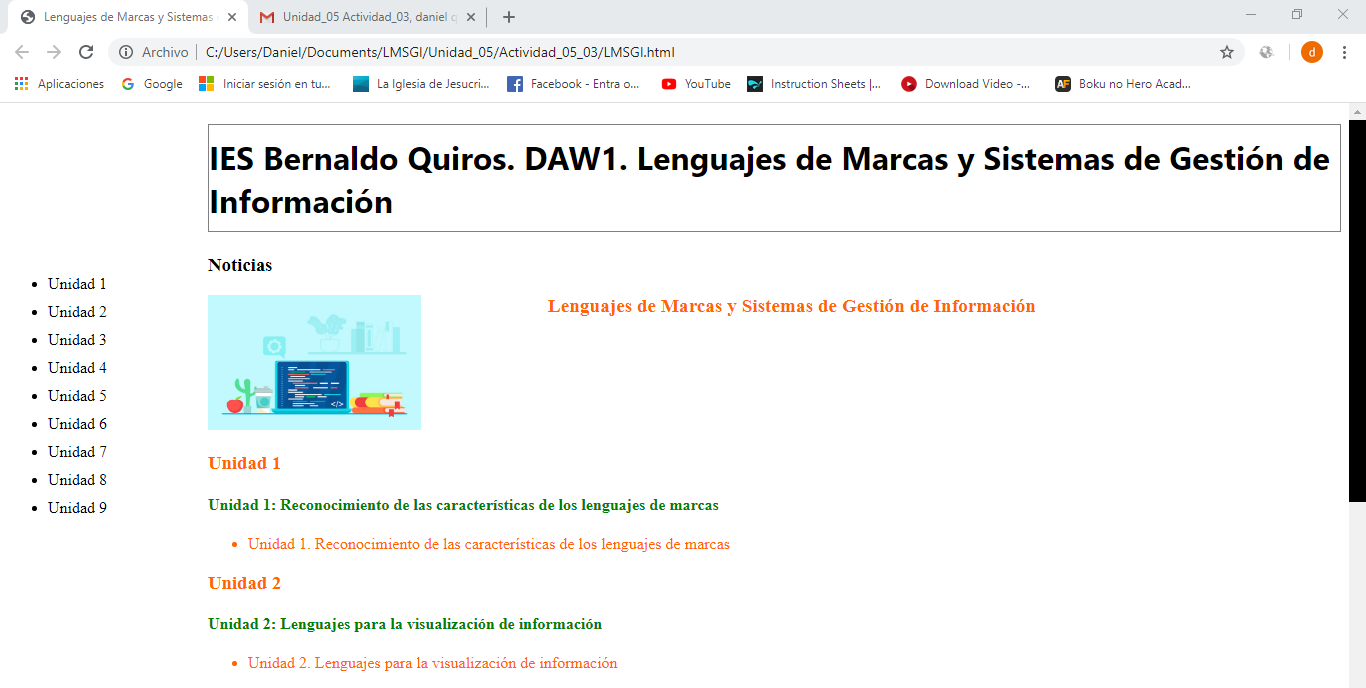 Lenguajes de Marcas y Sistemas
Unidad_05 Actividad_03, daniel q
Archivo
C:/Users/Daniel/Documents/LMSGI/Unidad_05/Actividad_05_03/LMSGI.html
d
Aplicaciones
Google
Iniciar sesión en tu...
La Iglesia de Jesucri...
Facebook - Entra o...
YouTube
Instruction Sheets |...
Download Video -...
AF
Boku no Hero Acad...
IES Bernaldo Quiros. DAW1. Lenguajes de Marcas y Sistemas de Gestión de
Información
Unidad 1
Unidad 2
Unidad 3
Unidad 4
Unidad 5
Unidad 6
Unidad 7
Unidad 8
Unidad 9
Noticias
</>
Lenguajes de Marcas y Sistemas de Gestión de Información
Unidad 1
Unidad 1: Reconocimiento de las características de los lenguajes de marcas
Unidad 1. Reconocimiento de las características de los lenguajes de marcas
Unidad 2
Unidad 2: Lenguajes para la visualización de información
Unidad 2. Lenguajes para la visualización de información